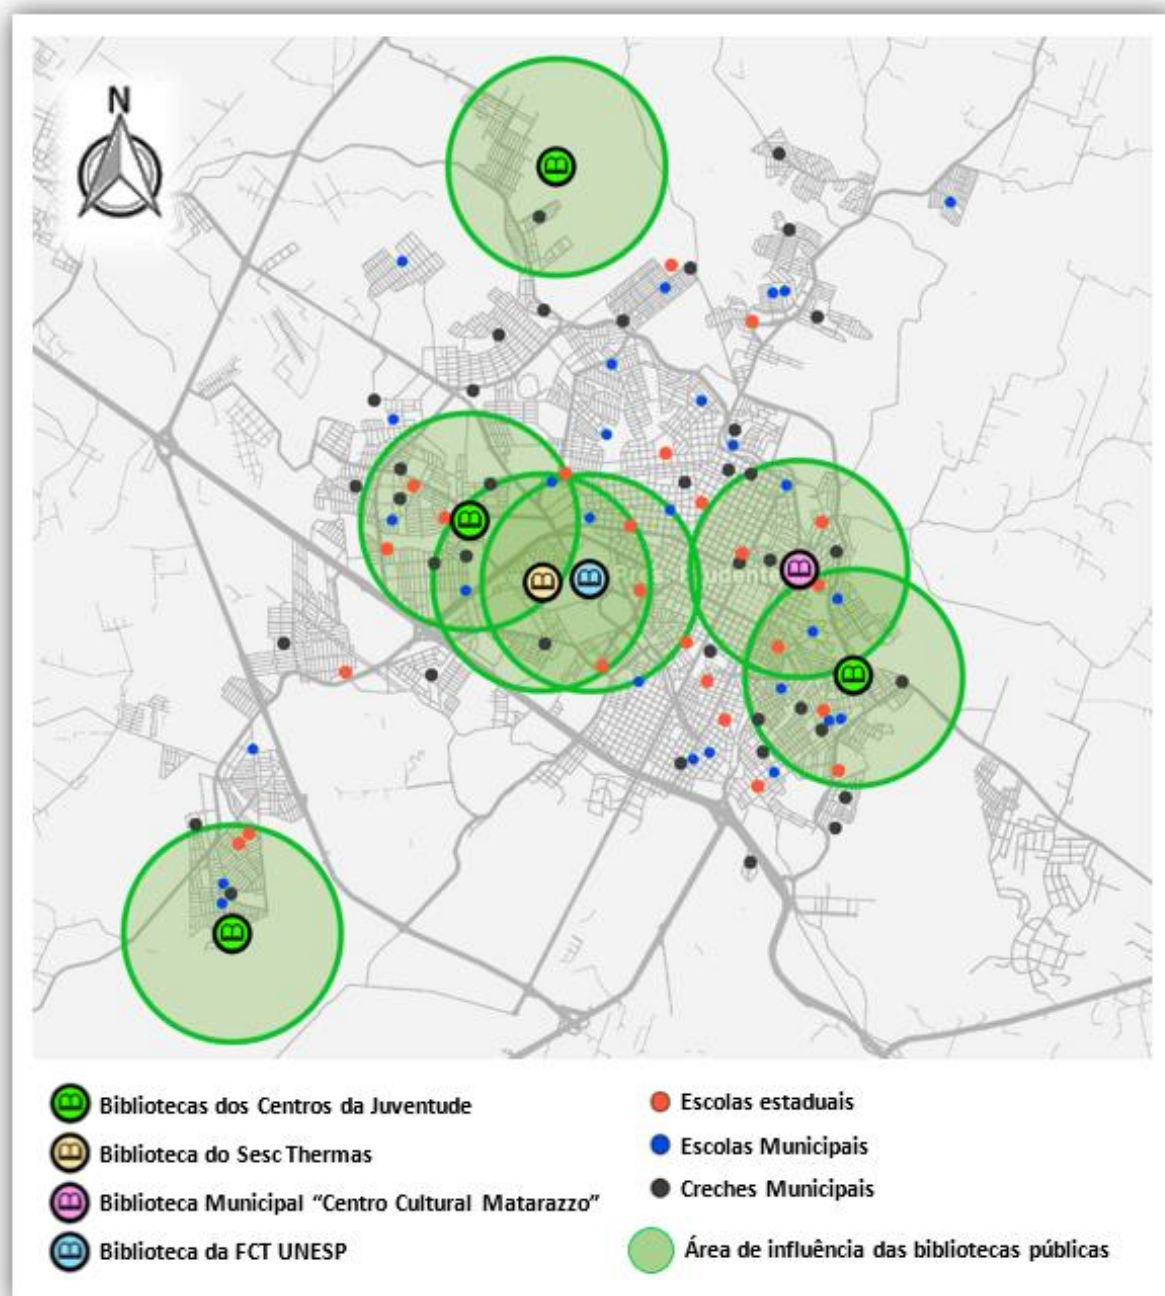 N
B
B
B
B
B
B
B
B Bibliotecas dos Centros da Juventude
B Biblioteca do Sesc Thermas
B Biblioteca Municipal “Centro Cultural Matarazzo”
B Biblioteca da FCT UNESP
Escolas estaduais
Escolas Municipais
Creches Municipais
Área de influência das bibliotecas públicas